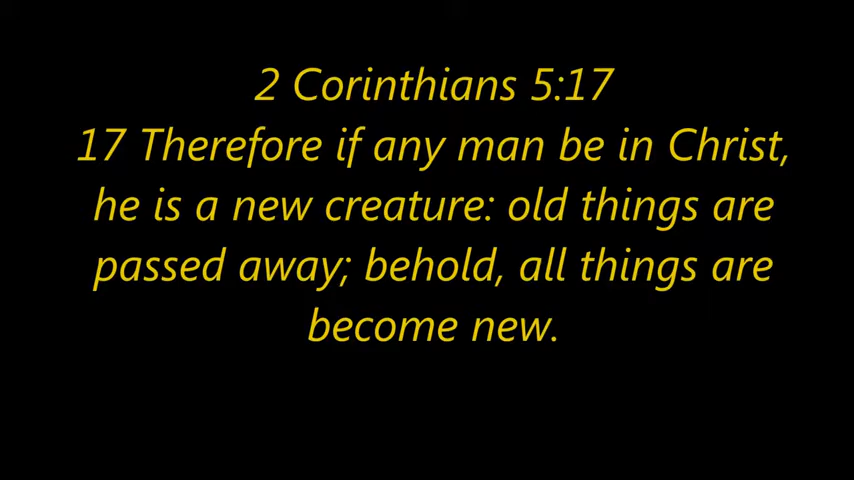 2 Corinthians 5:17
17 Therefore if any man be in Christ,
he is a new creature: old things are
passed away; behold, all things are
become new.